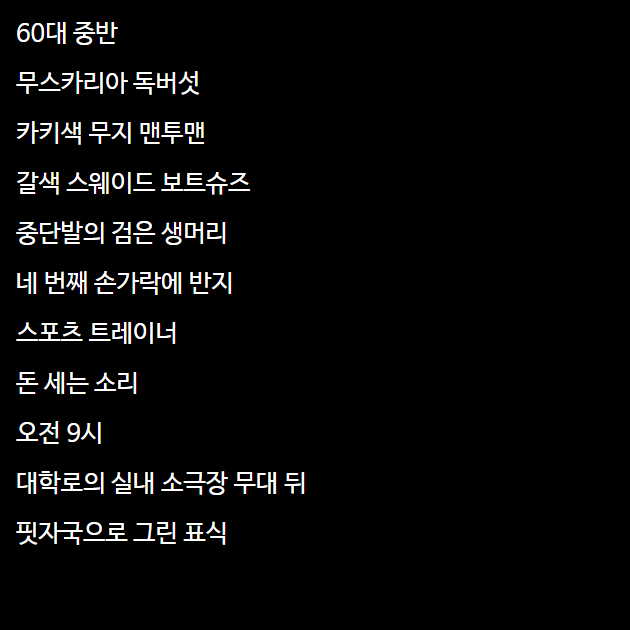 60대 중반
무스카리아 독버섯
카키색 무지 맨투맨
갈색 스웨이드 보트슈즈
중단발의 검은 생머리
네 번째 손가락에 반지
스포츠 트레이너
돈 세는 소리
오전 9시
대학로의 실내 소극장 무대 뒤
핏자국으로 그린 표식